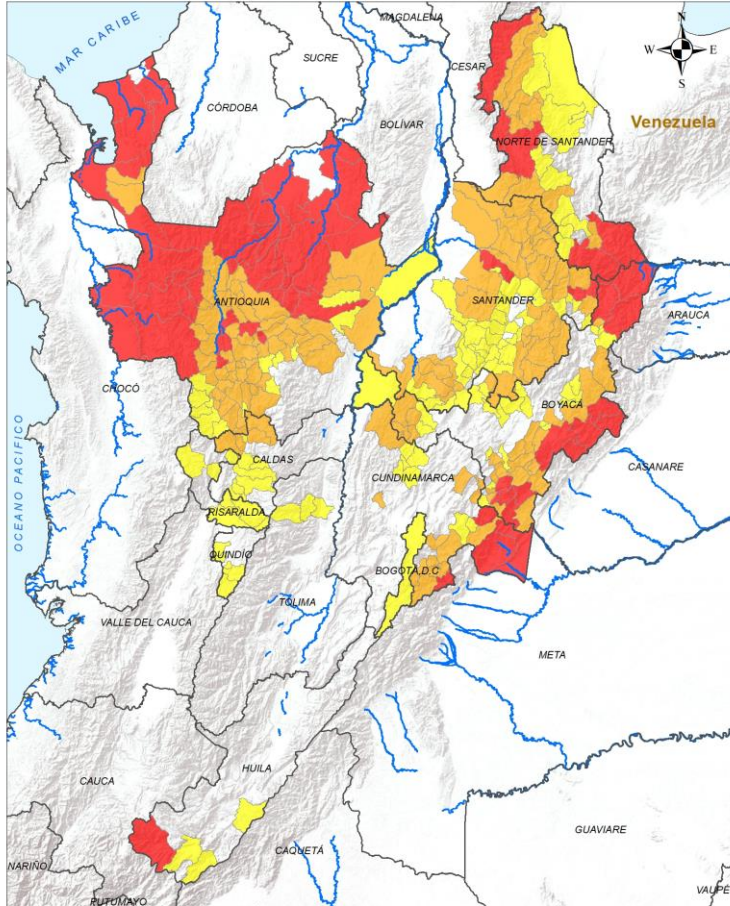 MAGDALENA
N
MAR CARIBE
W
E
SUCRE
CESAR
S
CÓRDOBA
BOLÍVAR
Venezuela
NORTE DE SANTANDER
ANTIOQUIA
SANTANDER
ARAUCA
CHOCÓ
BOYACÁ
OCEANO PACIFICO
CALDAS
CASANARE
CUNDINAMARCA
RISARALDA
QUINDÍO
BOGOTÁ, D.C
TOLIMA
VALLE DEL CAUCA
META
HUILA
CAUCA
GUAVIARE
CAQUETÁ
NARIÑO
PUTUMAYO
VAUPÉ